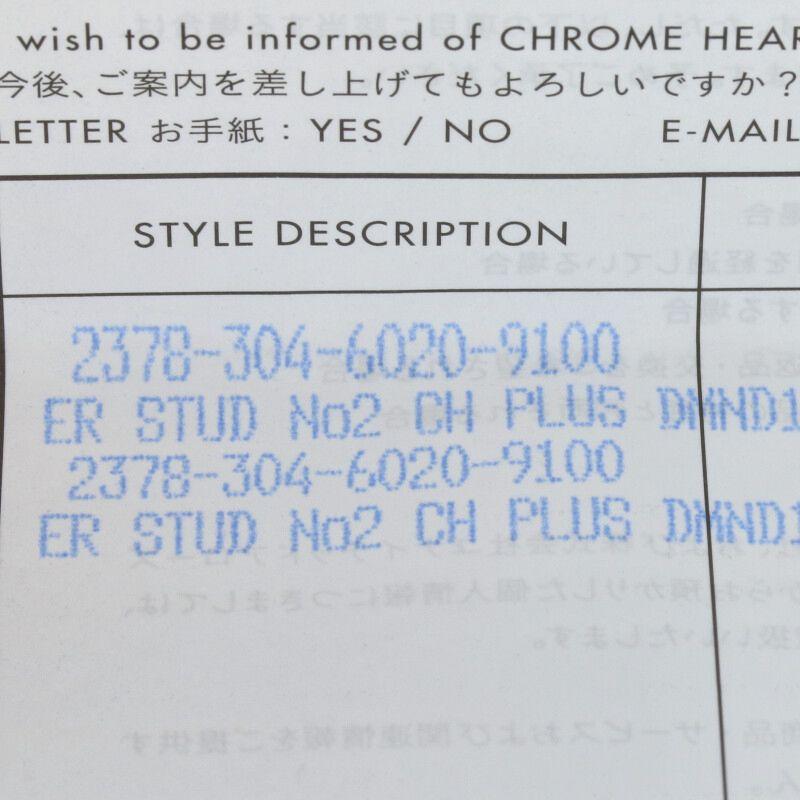 wish to be informed of CHROME HEAR
今後、ご案内を差し上げてもよろしいですか?
LETTER お手紙 : YES / NO E-MAIL
STYLE DESCRIPTION
2378-304-6020-9100
ER STUD No2 CH PLUS DMND1
2378-304-6020-9100
ER STUD No2 CH PLUS DMND1